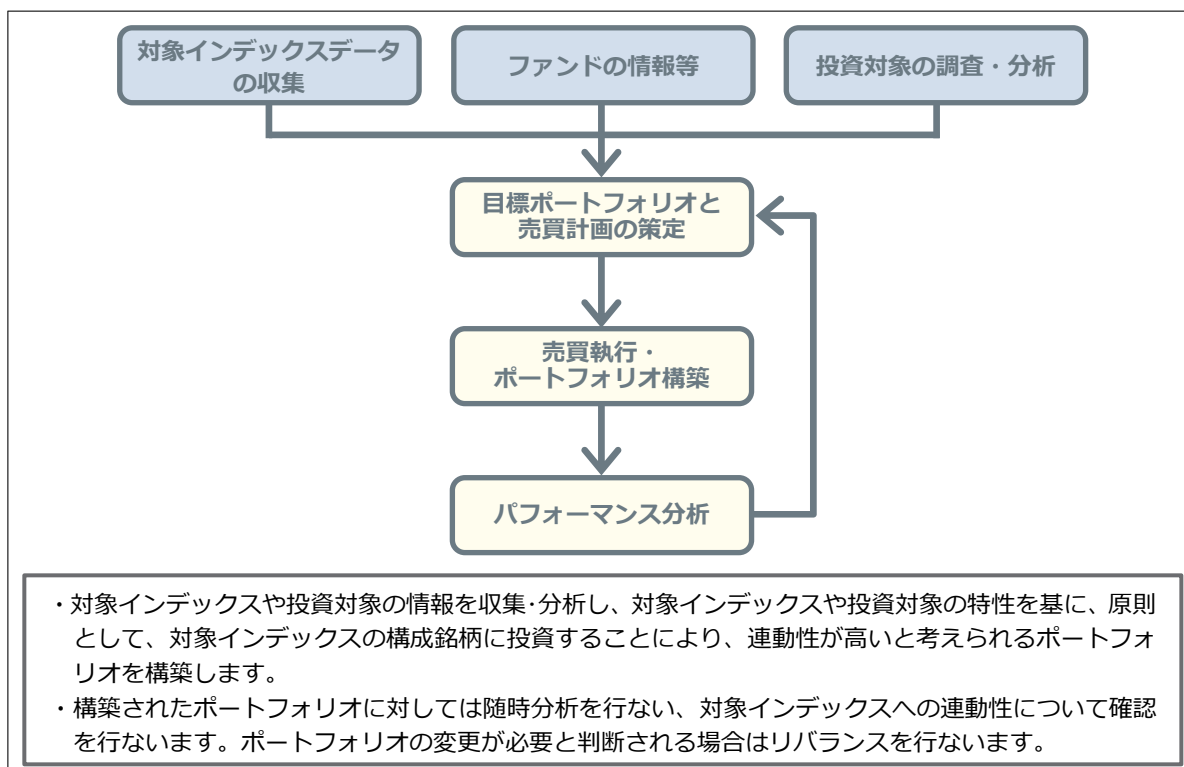 対象インデックスデータ
の収集
ファンドの情報等
投資対象の調査・分析
目標ポートフォリオと
売買計画の策定
売買執行・
ポートフォリオ構築
パフォーマンス分析
・対象インデックスや投資対象の情報を収集・分析し、対象インデックスや投資対象の特性を基に、原則
として、対象インデックスの構成銘柄に投資することにより、連動性が高いと考えられるポートフォ
リオを構築します。
・構築されたポートフォリオに対しては随時分析を行ない、対象インデックスへの連動性について確認
を行ないます。ポートフォリオの変更が必要と判断される場合はリバランスを行ないます。